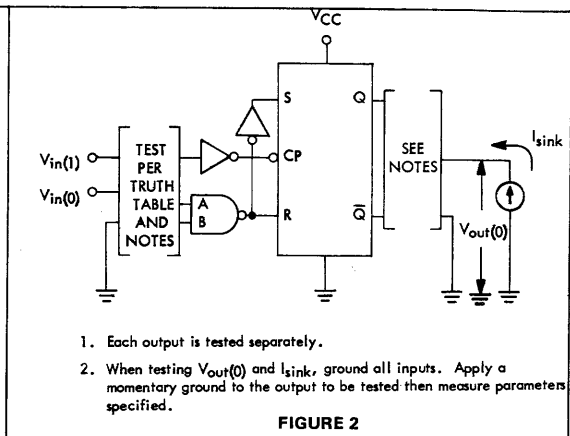 VCC
S
Q
Vin(1)
Vin(0)
TEST
PER
TRUTH
TABLE
AND
NOTES
A
B
CP
R
Q̅
SEE
NOTES
Isink
Vout(0)
1. Each output is tested separately.
2. When testing Vout(0) and Isink, ground all inputs. Apply a
momentary ground to the output to be tested then measure parameters
specified.
FIGURE 2